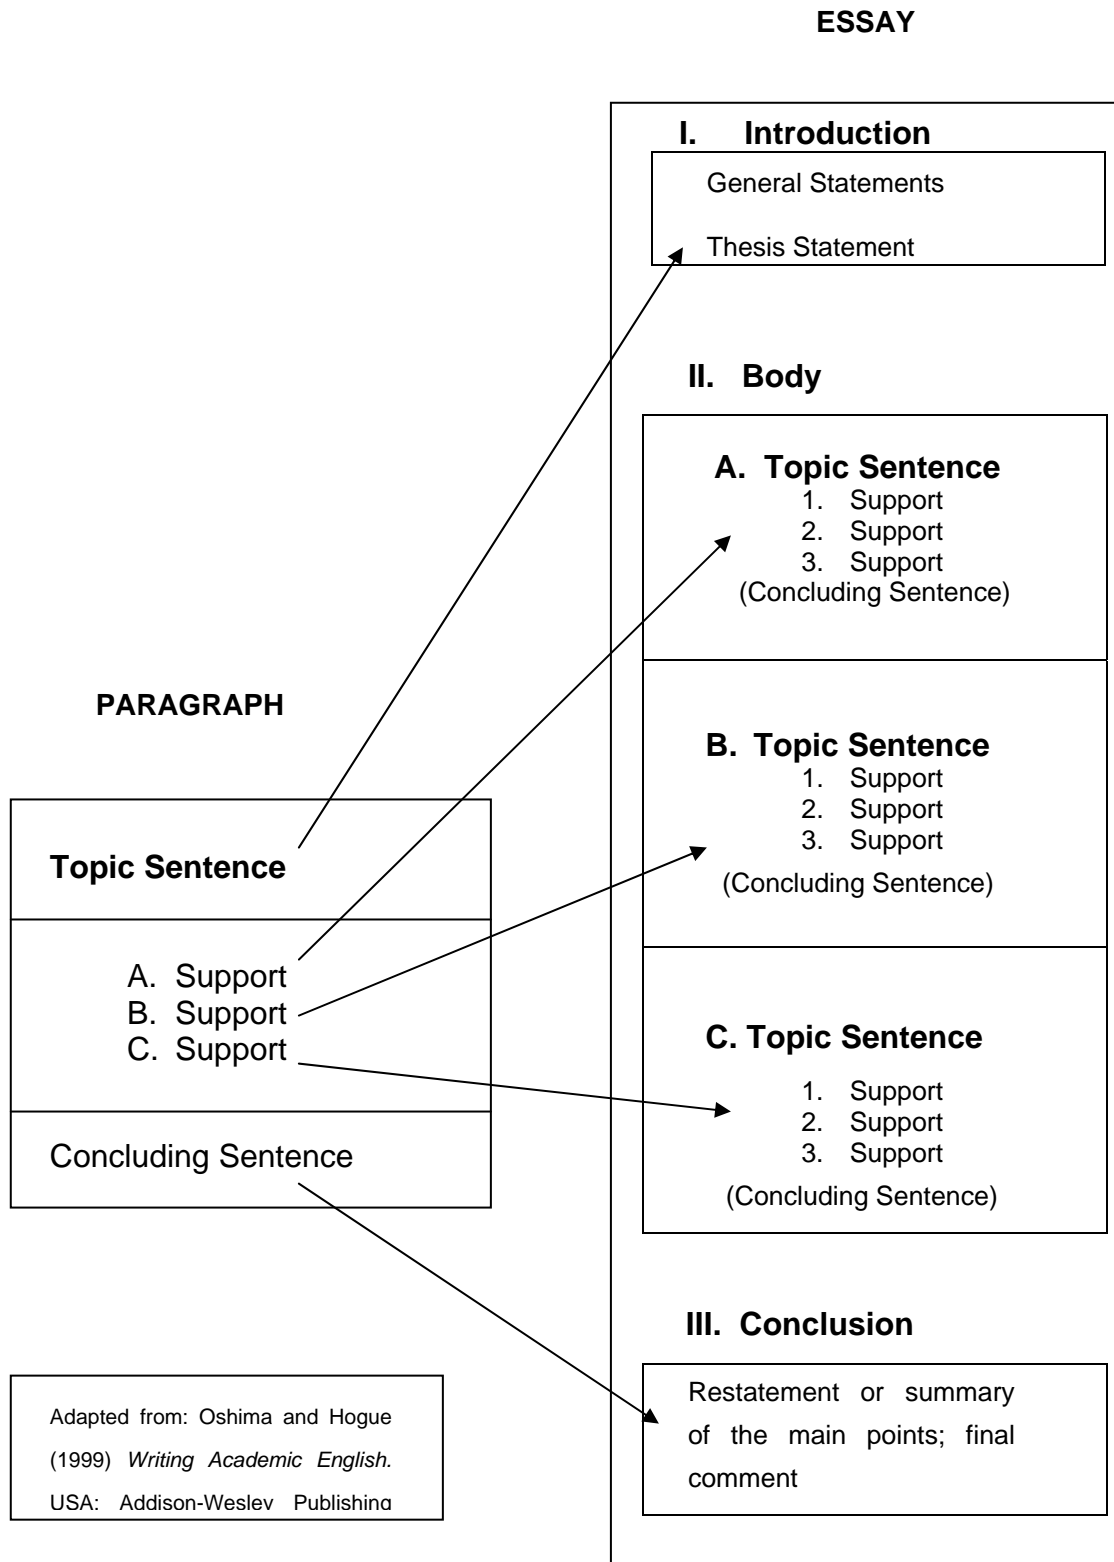 ESSAY
I. Introduction
General Statements
Thesis Statement
II. Body
A. Topic Sentence
1. Support
2. Support
3. Support
(Concluding Sentence)
B. Topic Sentence
1. Support
2. Support
3. Support
(Concluding Sentence)
C. Topic Sentence
1. Support
2. Support
3. Support
(Concluding Sentence)
III. Conclusion
Restatement or summary
of the main points; final
comment
PARAGRAPH
Topic Sentence
A. Support
B. Support
C. Support
Concluding Sentence
Adapted from: Oshima and Hogue
(1999) Writing Academic English.
USA: Addison-Wesley Publishing